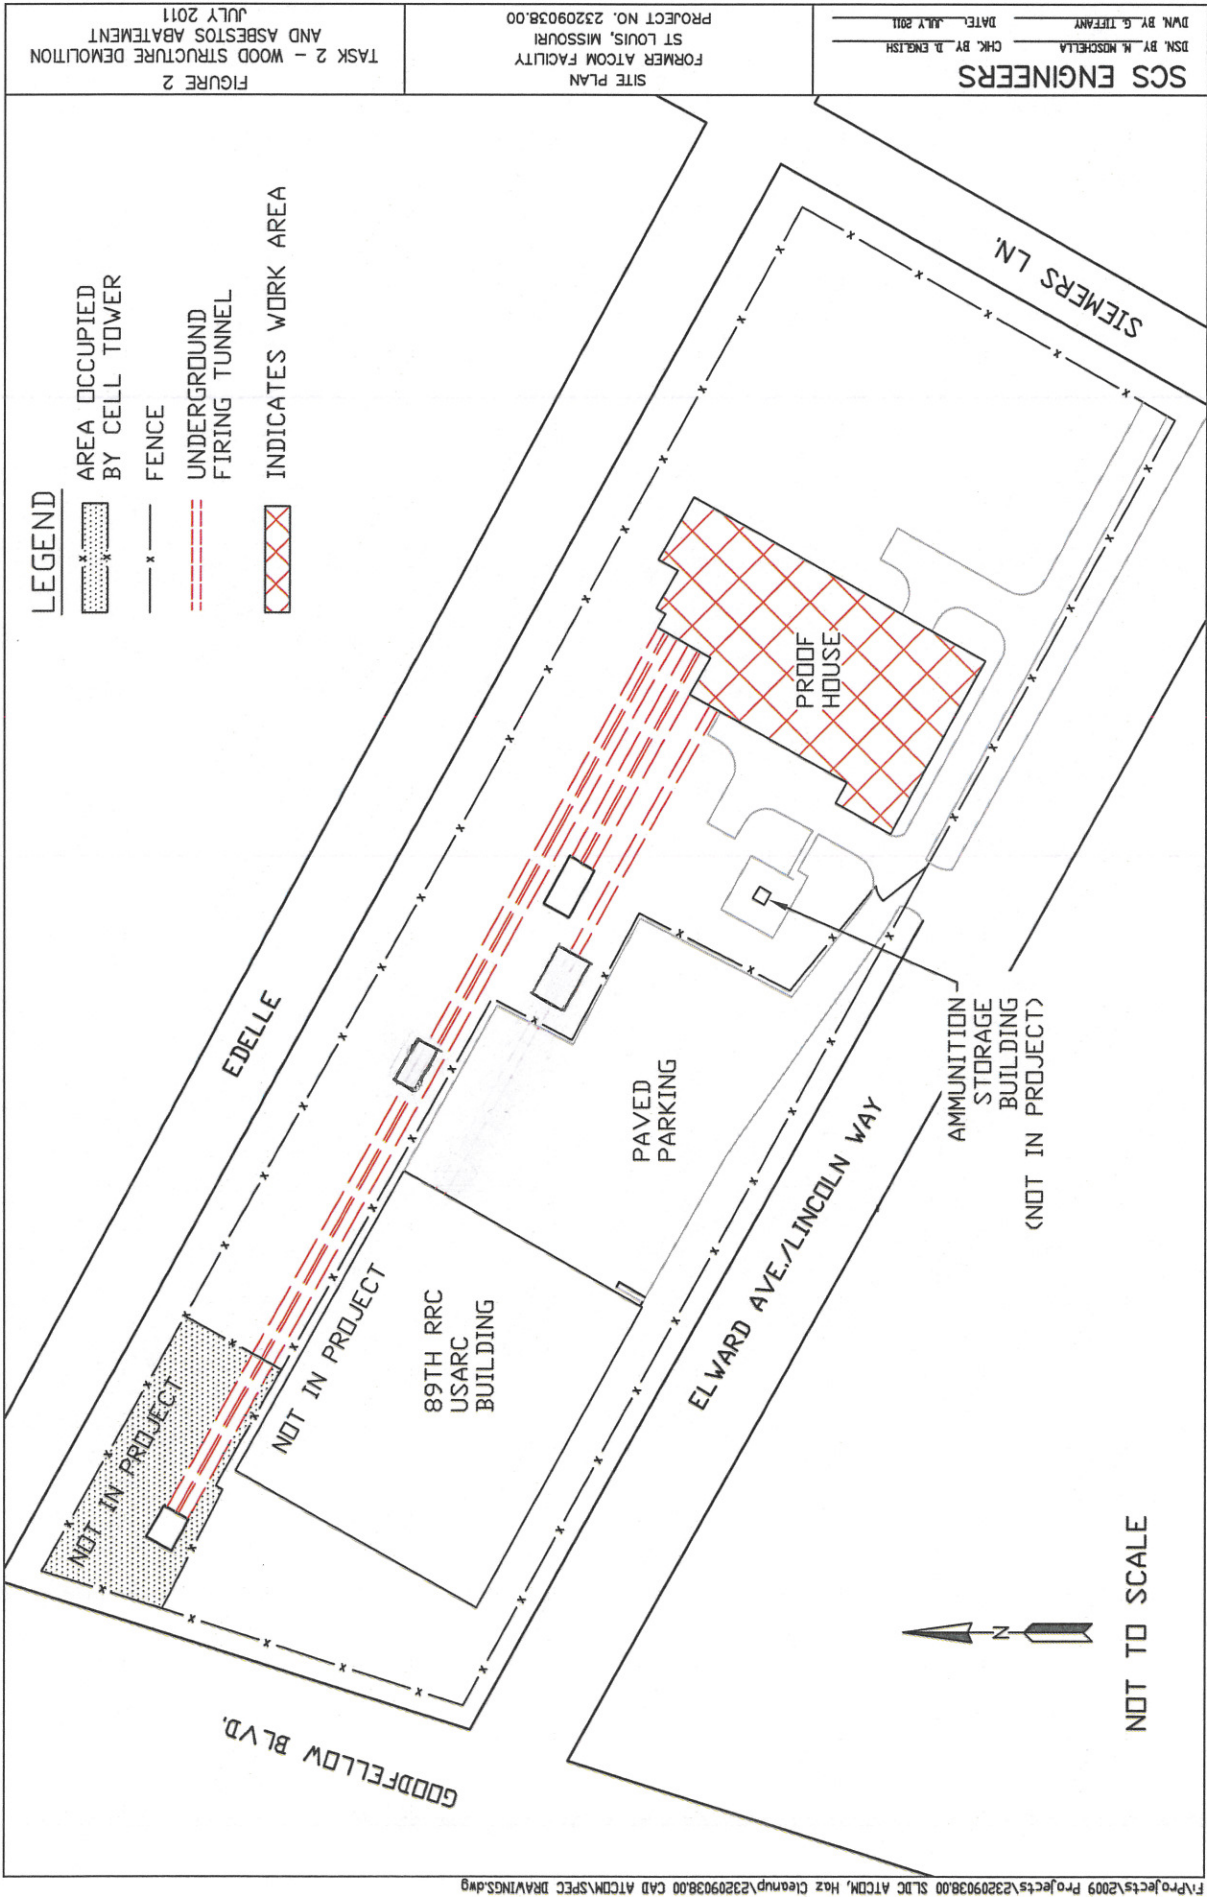 FIGURE 2
TASK 2 - WOOD STRUCTURE DEMOLITION
AND ASBESTOS ABATEMENT
JULY 2011
SITE PLAN
FORMER ATCOM FACILITY
ST LOUIS, MISSOURI
PROJECT NO. 23209038.00
SCS ENGINEERS
DSN. BY N. MOSCHELLA CHK. BY D. ENGLISH
DWN. BY G. TIFFANY DATE: JULY 2011
LEGEND
AREA OCCUPIED
BY CELL TOWER
FENCE
UNDERGROUND
FIRING TUNNEL
INDICATES WORK AREA
x
SIEMERS LN.
EDELLE
PROOF
HOUSE
AMMUNITION
STORAGE
BUILDING
(NOT IN PROJECT)
PAVED
PARKING
ELWARD AVE./LINCOLN WAY
89TH RRC
USARC
BUILDING
NOT IN PROJECT
NOT IN PROJECT
GOODFELLOW BLVD.
N
NOT TO SCALE
F:\Projects\2009 Projects\23209038.00 SLDC ATCOM, Haz Cleanup\23209038.00 CAD ATCOM\SPEC DRAWINGS.dwg